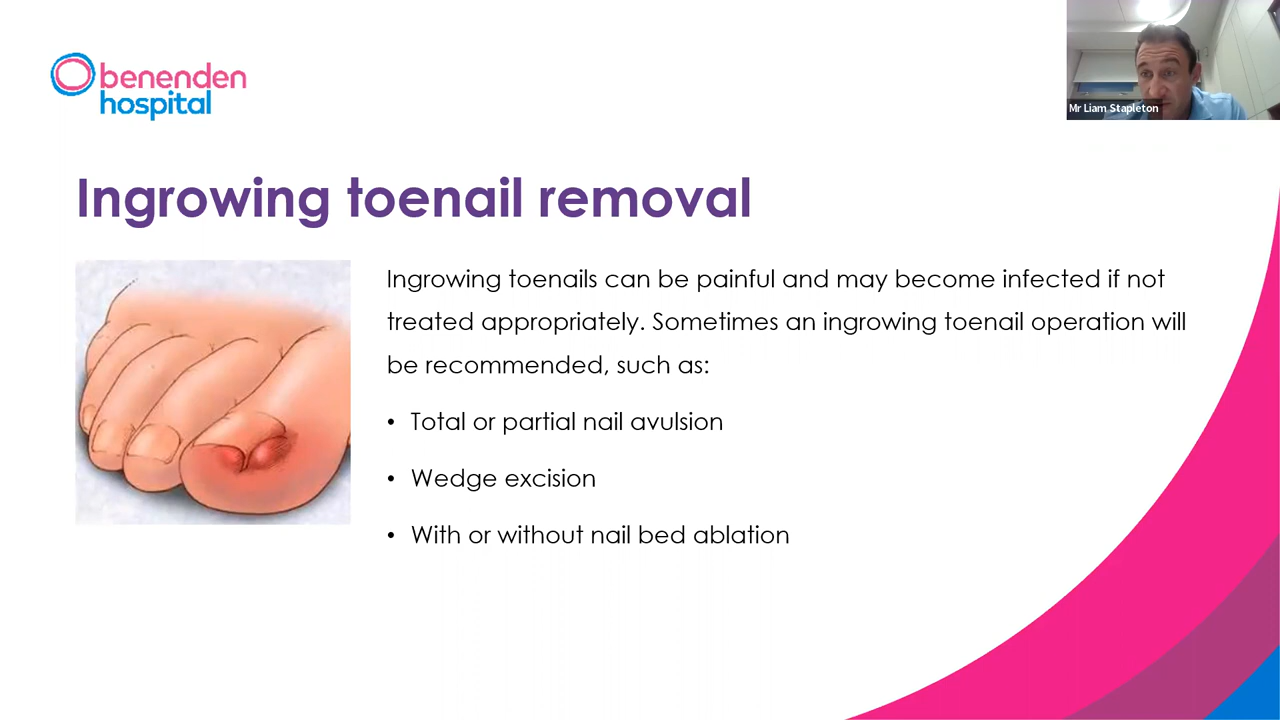 benenden
hospital
Mr Liam Stapleton
Ingrowing toenail removal
Ingrowing toenails can be painful and may become infected if not
treated appropriately. Sometimes an ingrowing toenail operation will
be recommended, such as:
• Total or partial nail avulsion
• Wedge excision
• With or without nail bed ablation